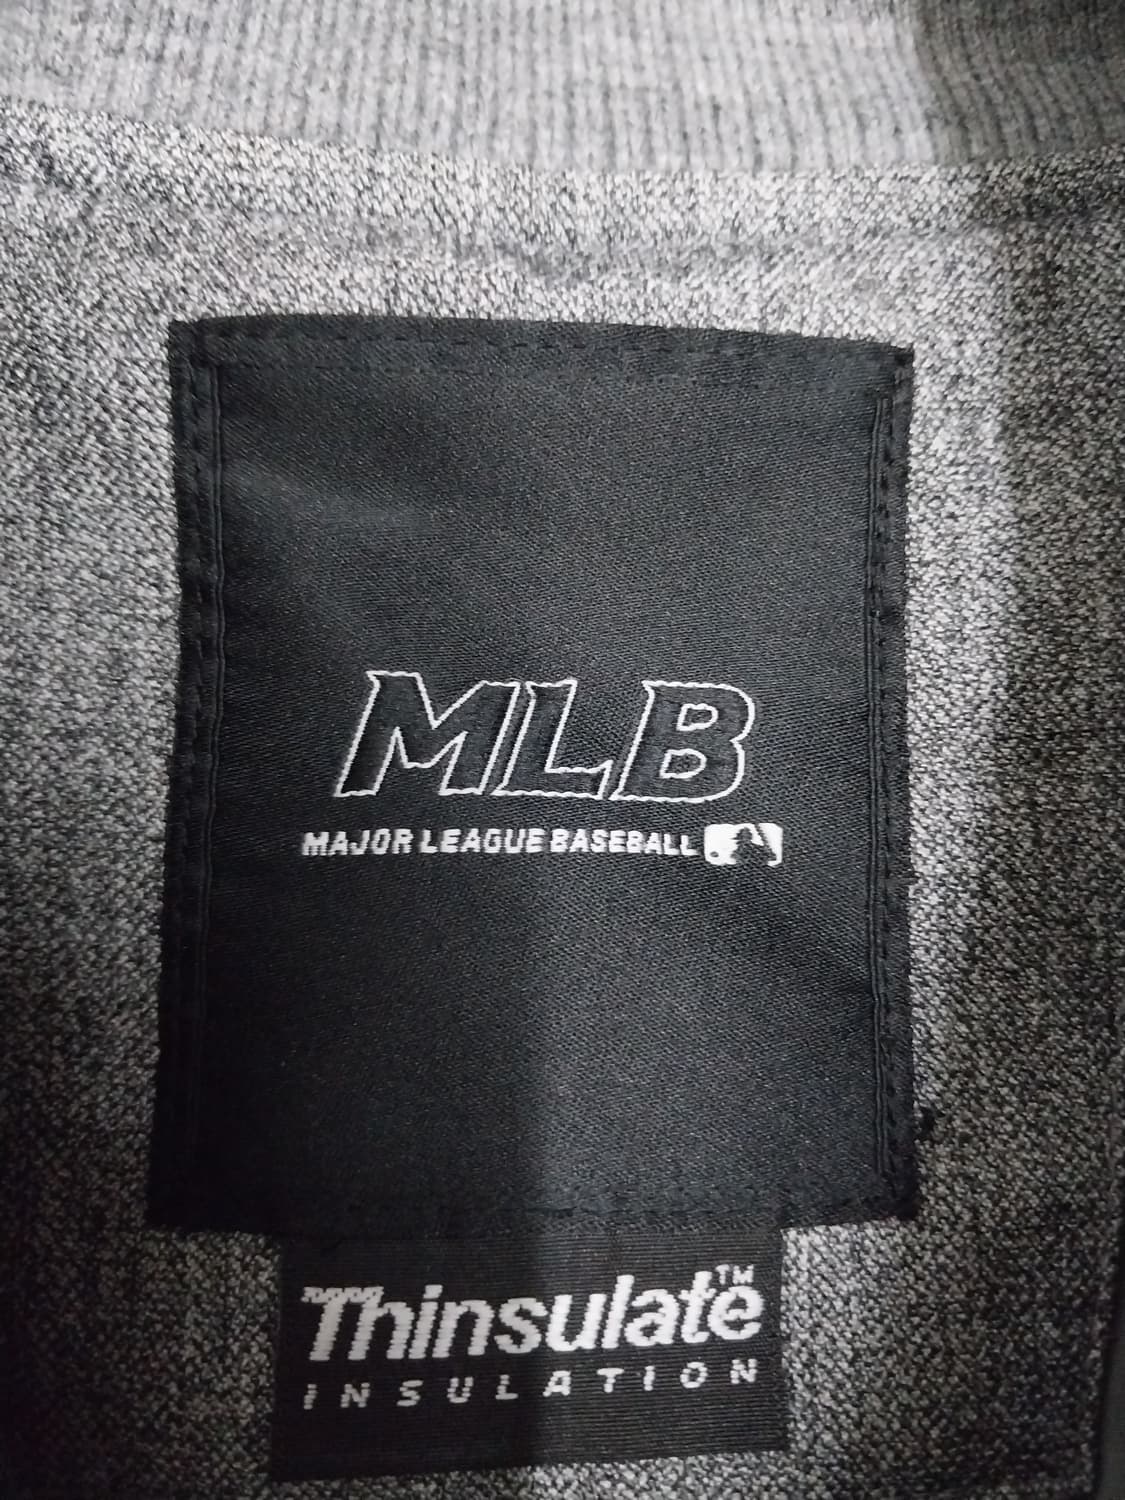 MLB
MAJOR LEAGUE BASEBALL
Thinsulate™
INSULATION